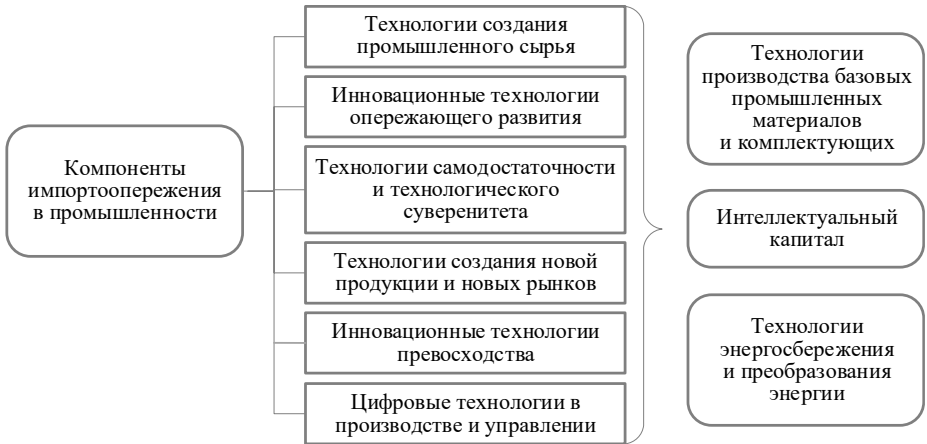 Компоненты
импортоопережения
в промышленности
Технологии создания
промышленного сырья
Инновационные технологии
опережающего развития
Технологии самодостаточности
и технологического
суверенитета
Технологии создания новой
продукции и новых рынков
Инновационные технологии
превосходства
Цифровые технологии в
производстве и управлении
Технологии
производства базовых
промышленных
материалов
и комплектующих
Интеллектуальный
капитал
Технологии
энергосбережения
и преобразования
энергии